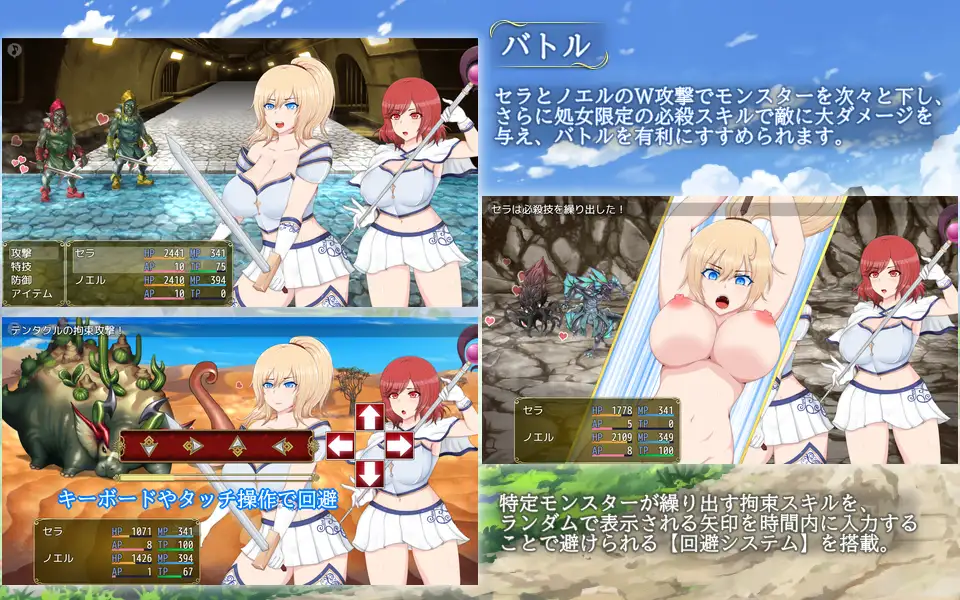 バトル
セラとノエルのW攻撃でモンスターを次々と下し、
さらに処女限定の必殺スキルで敵に大ダメージを
与え、バトルを有利にすすめられます。
攻撃
特技
防御
アイテム
セラ HP 2441 MP 341
AP 10 TP 75
ノエル HP 2410 MP 394
AP 10 TP 0
セラは必殺技を繰り出した！
セラ HP 1778 MP 341
AP 5 TP 0
ノエル HP 2109 MP 349
AP 8 TP 100
テンタクルの拘束攻撃！
キーボードやタッチ操作で回避
セラ HP 1071 MP 341
AP 8 TP 100
ノエル HP 1426 MP 394
AP 1 TP 67
特定モンスターが繰り出す拘束スキルを、
ランダムで表示される矢印を時間内に入力する
ことで避けられる【回避システム】を搭載。